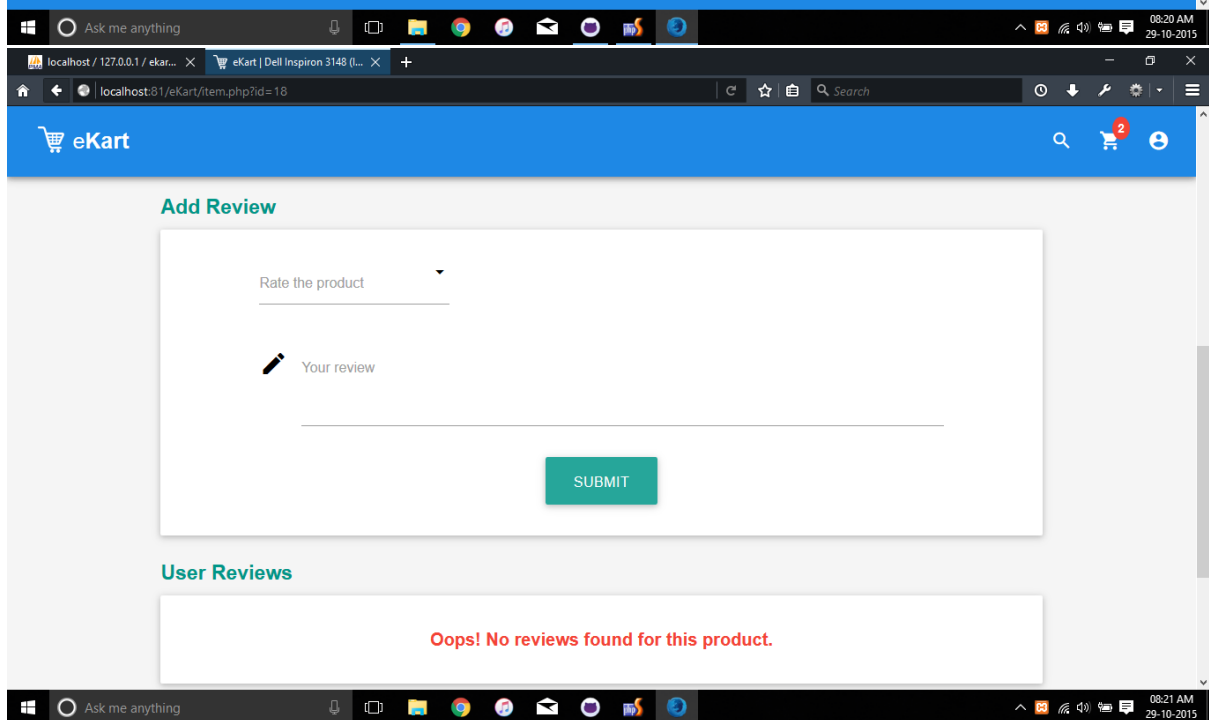 Ask me anything
08:20 AM
29-10-2015
localhost / 127.0.0.1 / ekar...
eKart | Dell Inspiron 3148 (I...
localhost:81/eKart/item.php?id=18
Search
eKart
2
Add Review
Rate the product
Your review
SUBMIT
User Reviews
Oops! No reviews found for this product.
Ask me anything
08:21 AM
29-10-2015